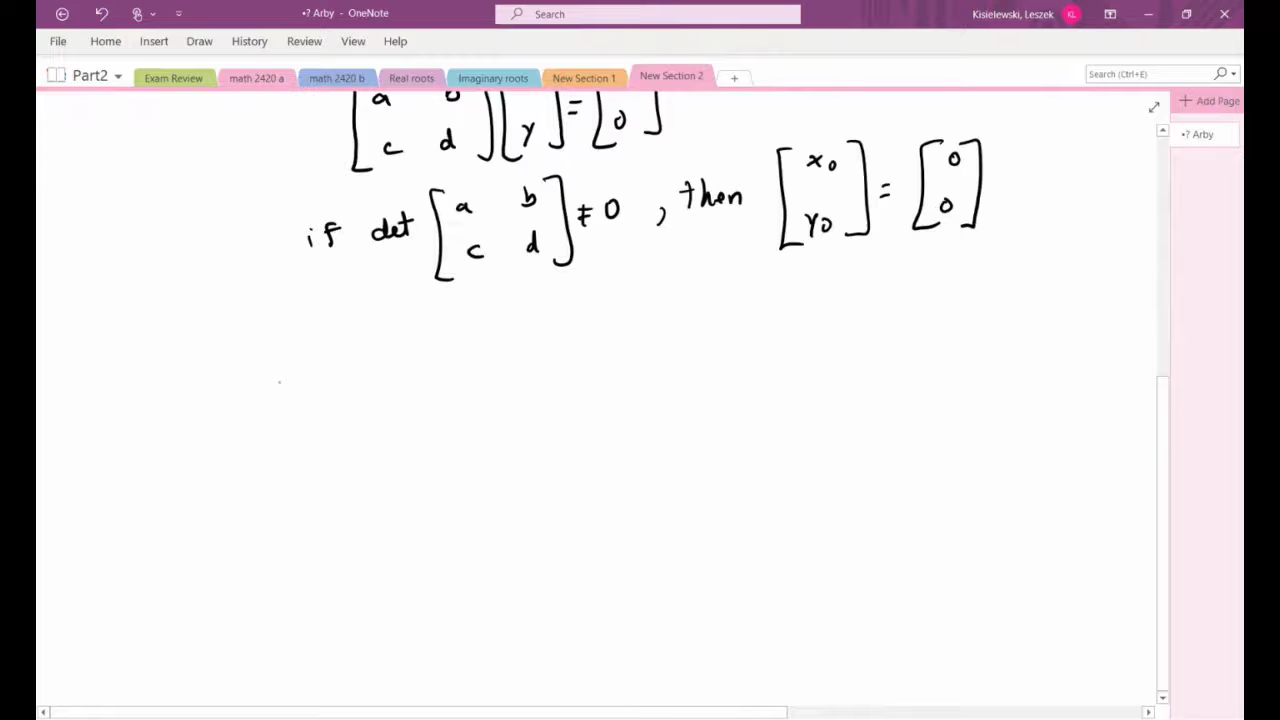 •? Arby - OneNote
Search
Kisielewski, Leszek KL
File Home Insert Draw History Review View Help
Part2 Exam Review math 2420 a math 2420 b Real roots Imaginary roots New Section 1 New Section 2 +
Search (Ctrl+E)
+ Add Page
•? Arby
[a b
c d] [y] = [0]
if det [a b
c d] ≠ 0 , then [x0
y0] = [0
0]